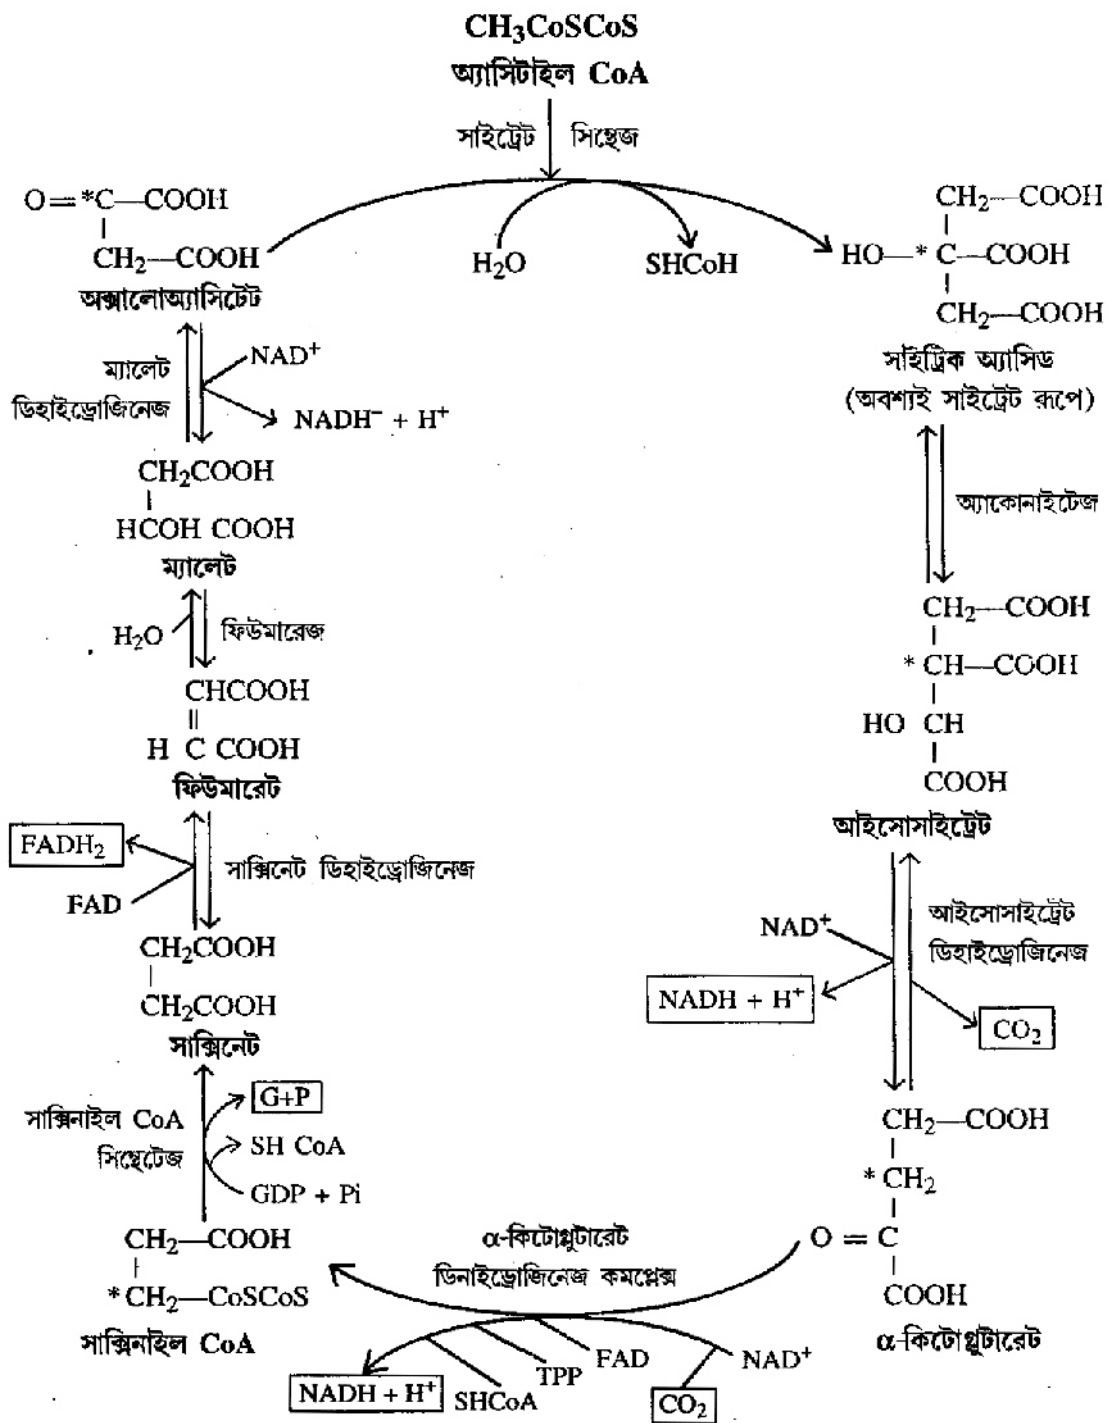 CH₃CoSCoS
অ্যাসিটাইল CoA
সাইট্রেট সিন্থেজ
O=*C—COOH
CH₂—COOH
অক্সালোঅ্যাসিটেট
H₂O
SHCoH
CH₂—COOH
HO—*C—COOH
CH₂—COOH
সাইট্রিক অ্যাসিড
(অবশ্যই সাইট্রেট রূপে)
অ্যাকোনাইটেজ
CH₂—COOH
*CH—COOH
HO CH
COOH
আইসোসাইট্রেট
NAD⁺
NADH + H⁺
আইসোসাইট্রেট
ডিহাইড্রোজিনেজ
CO₂
CH₂—COOH
*CH₂
O=C
COOH
α-কিটোগ্লুটারেট
α-কিটোগ্লুটারেট
ডিনাইড্রোজিনেজ কমপ্লেক্স
NAD⁺
CO₂
FAD
TPP
SHCoA
NADH + H⁺
CH₂—COOH
*CH₂—CoSCoS
সাক্সিনাইল CoA
সাক্সিনাইল CoA
সিন্থেটেজ
G+P
SH CoA
GDP + Pi
CH₂COOH
CH₂COOH
সাক্সিনেট
FADH₂
FAD
সাক্সিনেট ডিহাইড্রোজিনেজ
CHCOOH
H C COOH
ফিউমারেট
H₂O
ফিউমারেজ
CH₂COOH
HCOH COOH
ম্যালেট
ম্যালেট
ডিহাইড্রোজিনেজ
NAD⁺
NADH⁻ + H⁺